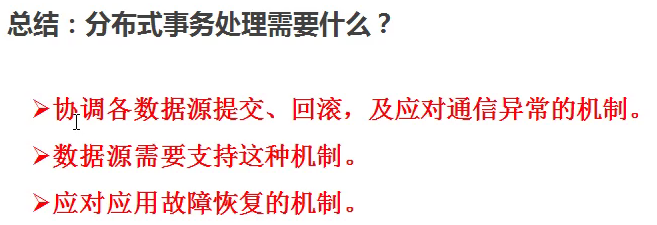 总结：分布式事务处理需要什么？
➢协调各数据源提交、回滚，及应对通信异常的机制。
➢数据源需要支持这种机制。
➢应对应用故障恢复的机制。